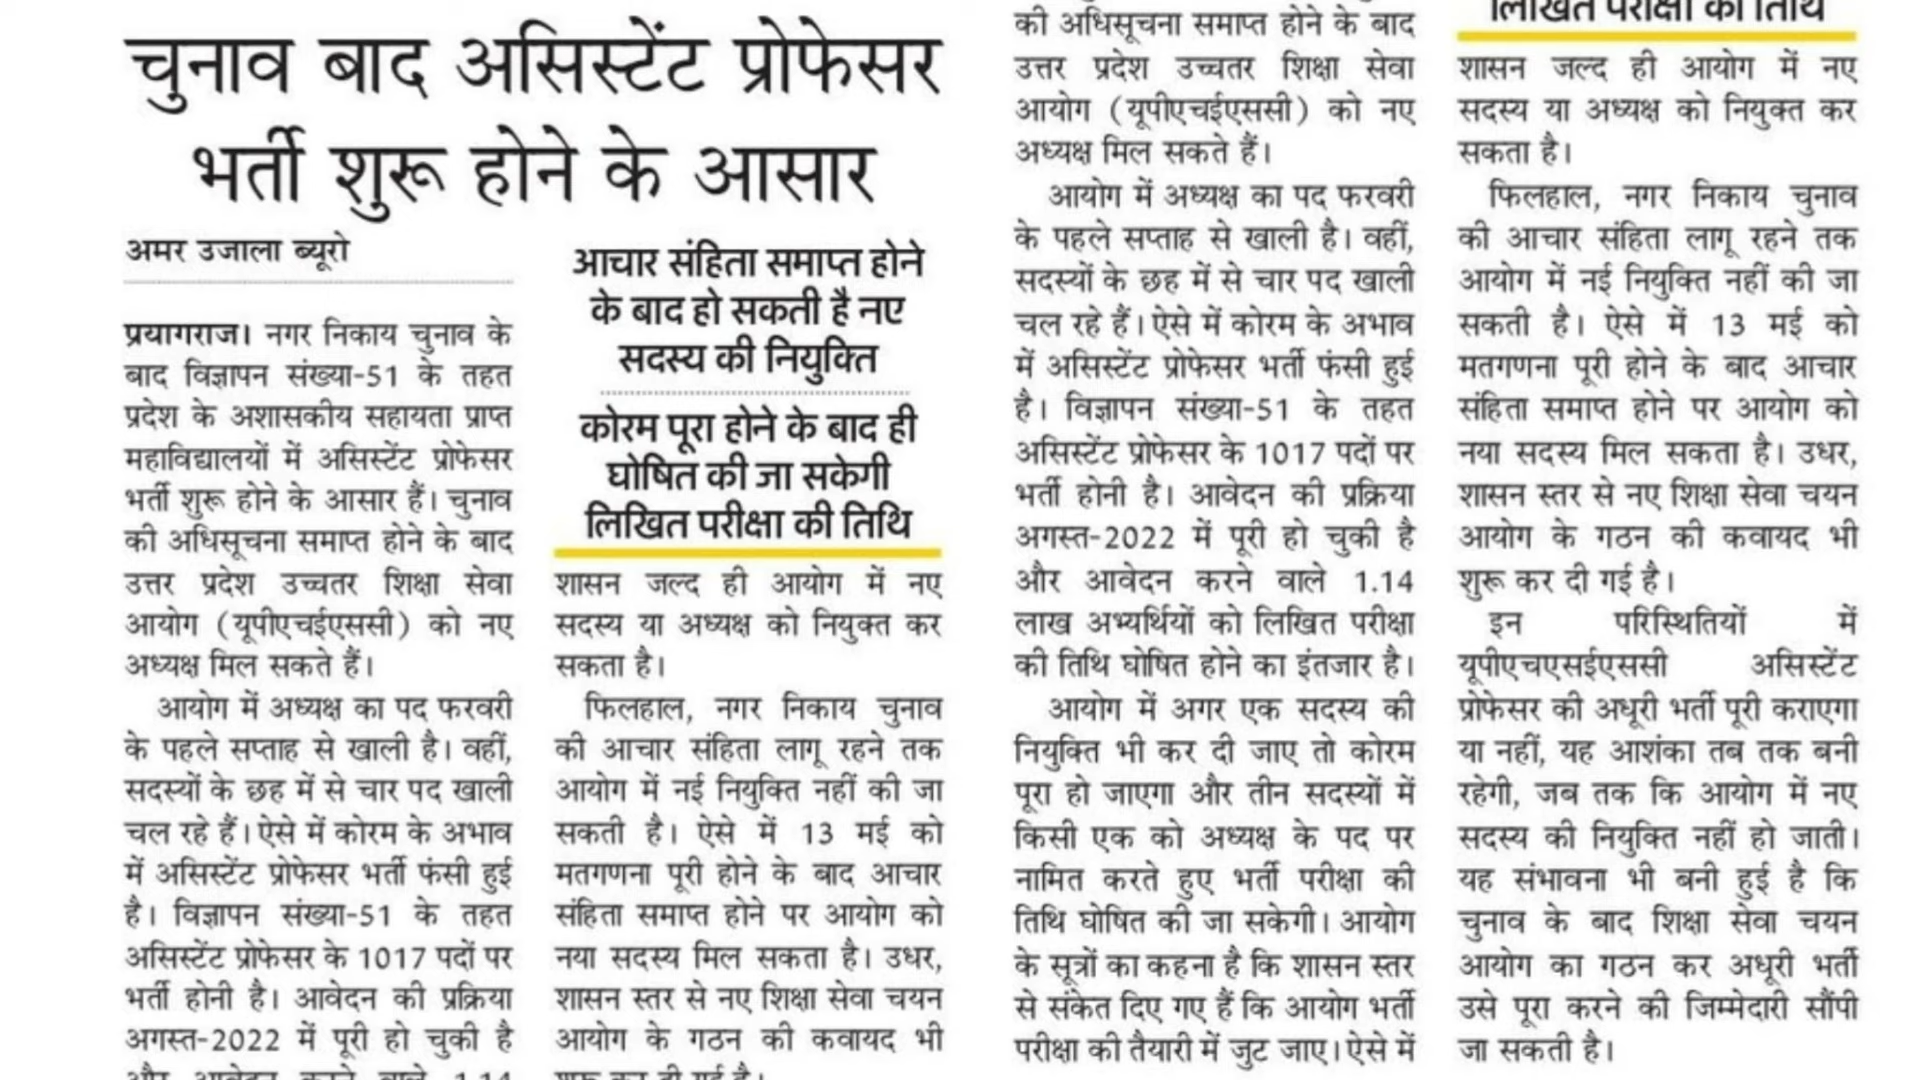 चुनाव बाद असिस्टेंट प्रोफेसर
भर्ती शुरू होने के आसार
अमर उजाला ब्यूरो
प्रयागराज। नगर निकाय चुनाव के
बाद विज्ञापन संख्या-51 के तहत
प्रदेश के अशासकीय सहायता प्राप्त
महाविद्यालयों में असिस्टेंट प्रोफेसर
भर्ती शुरू होने के आसार हैं। चुनाव
की अधिसूचना समाप्त होने के बाद
उत्तर प्रदेश उच्चतर शिक्षा सेवा
आयोग (यूपीएचईएससी) को नए
अध्यक्ष मिल सकते हैं।
आयोग में अध्यक्ष का पद फरवरी
के पहले सप्ताह से खाली है। वहीं,
सदस्यों के छह में से चार पद खाली
चल रहे हैं। ऐसे में कोरम के अभाव
में असिस्टेंट प्रोफेसर भर्ती फंसी हुई
है। विज्ञापन संख्या-51 के तहत
असिस्टेंट प्रोफेसर के 1017 पदों पर
भर्ती होनी है। आवेदन की प्रक्रिया
अगस्त-2022 में पूरी हो चुकी है
और आवेदन करने वाले 1.14
आचार संहिता समाप्त होने
के बाद हो सकती है नए
सदस्य की नियुक्ति
कोरम पूरा होने के बाद ही
घोषित की जा सकेगी
लिखित परीक्षा की तिथि
शासन जल्द ही आयोग में नए
सदस्य या अध्यक्ष को नियुक्त कर
सकता है।
फिलहाल, नगर निकाय चुनाव
की आचार संहिता लागू रहने तक
आयोग में नई नियुक्ति नहीं की जा
सकती है। ऐसे में 13 मई को
मतगणना पूरी होने के बाद आचार
संहिता समाप्त होने पर आयोग को
नया सदस्य मिल सकता है। उधर,
शासन स्तर से नए शिक्षा सेवा चयन
आयोग के गठन की कवायद भी
शुरू कर दी गई है।
की अधिसूचना समाप्त होने के बाद
उत्तर प्रदेश उच्चतर शिक्षा सेवा
आयोग (यूपीएचईएससी) को नए
अध्यक्ष मिल सकते हैं।
आयोग में अध्यक्ष का पद फरवरी
के पहले सप्ताह से खाली है। वहीं,
सदस्यों के छह में से चार पद खाली
चल रहे हैं। ऐसे में कोरम के अभाव
में असिस्टेंट प्रोफेसर भर्ती फंसी हुई
है। विज्ञापन संख्या-51 के तहत
असिस्टेंट प्रोफेसर के 1017 पदों पर
भर्ती होनी है। आवेदन की प्रक्रिया
अगस्त-2022 में पूरी हो चुकी है
और आवेदन करने वाले 1.14
लाख अभ्यर्थियों को लिखित परीक्षा
की तिथि घोषित होने का इंतजार है।
आयोग में अगर एक सदस्य की
नियुक्ति भी कर दी जाए तो कोरम
पूरा हो जाएगा और तीन सदस्यों में
किसी एक को अध्यक्ष के पद पर
नामित करते हुए भर्ती परीक्षा की
तिथि घोषित की जा सकेगी। आयोग
के सूत्रों का कहना है कि शासन स्तर
से संकेत दिए गए हैं कि आयोग भर्ती
परीक्षा की तैयारी में जुट जाए। ऐसे में
लिखित परीक्षा की तिथि
शासन जल्द ही आयोग में नए
सदस्य या अध्यक्ष को नियुक्त कर
सकता है।
फिलहाल, नगर निकाय चुनाव
की आचार संहिता लागू रहने तक
आयोग में नई नियुक्ति नहीं की जा
सकती है। ऐसे में 13 मई को
मतगणना पूरी होने के बाद आचार
संहिता समाप्त होने पर आयोग को
नया सदस्य मिल सकता है। उधर,
शासन स्तर से नए शिक्षा सेवा चयन
आयोग के गठन की कवायद भी
शुरू कर दी गई है।
इन परिस्थितियों में
यूपीएचएसईएससी असिस्टेंट
प्रोफेसर की अधूरी भर्ती पूरी कराएगा
या नहीं, यह आशंका तब तक बनी
रहेगी, जब तक कि आयोग में नए
सदस्य की नियुक्ति नहीं हो जाती।
यह संभावना भी बनी हुई है कि
चुनाव के बाद शिक्षा सेवा चयन
आयोग का गठन कर अधूरी भर्ती
उसे पूरा करने की जिम्मेदारी सौंपी
जा सकती है।